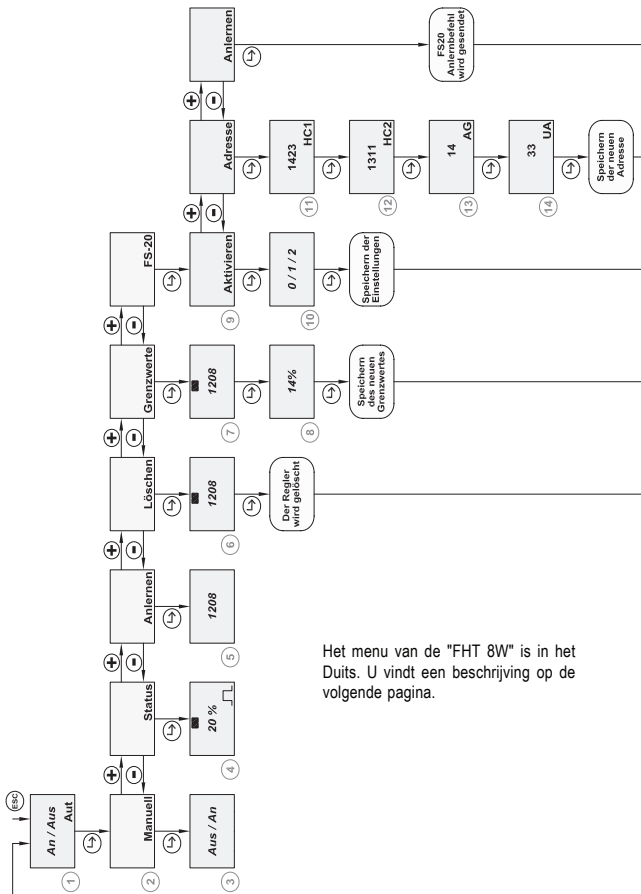 ESC
An / Aus
Aut
1
Manuell
2
Aus / An
3
+
-
Status
20 %
4
+
-
Anlernen
1208
5
+
-
Löschen
1208
6
Der Regler
wird gelöscht
+
-
Grenzwerte
1208
7
14%
8
Speichern
des neuen
Grenzwertes
+
-
FS-20
Aktivieren
9
0 / 1 / 2
10
Speichern der
Einstellungen
+
-
Adresse
1423
HC1
11
1311
HC2
12
14
AG
13
33
UA
14
Speichern
der neuen
Adresse
+
-
Anlernen
FS20
Anlernbefehl
wird gesendet
Het menu van de "FHT 8W" is in het
Duits. U vindt een beschrijving op de
volgende pagina.